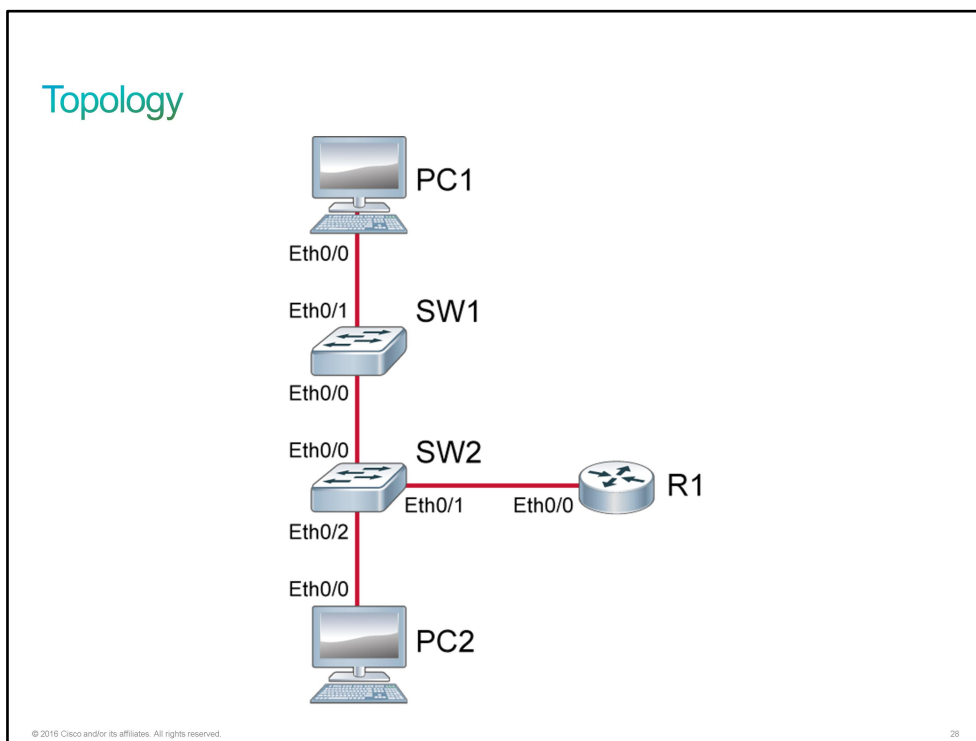 Topology
PC1
Eth0/0
Eth0/1
SW1
Eth0/0
Eth0/0
SW2
Eth0/1
Eth0/0
R1
Eth0/2
Eth0/0
PC2
© 2016 Cisco and/or its affiliates. All rights reserved.
28